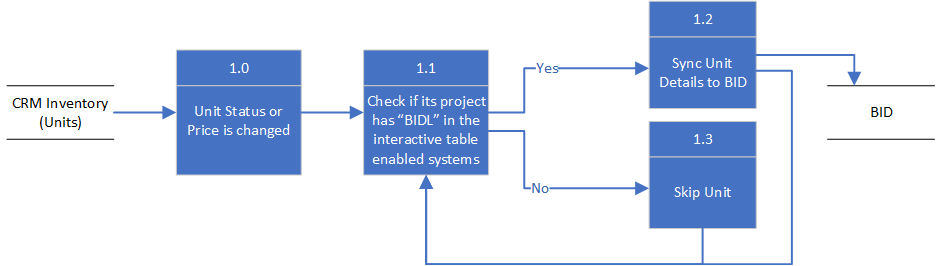 CRM Inventory
(Units)
1.0
Unit Status or
Price is changed
1.1
Check if its project
has “BIDL” in the
interactive table
enabled systems
Yes
No
1.2
Sync Unit
Details to BID
1.3
Skip Unit
BID